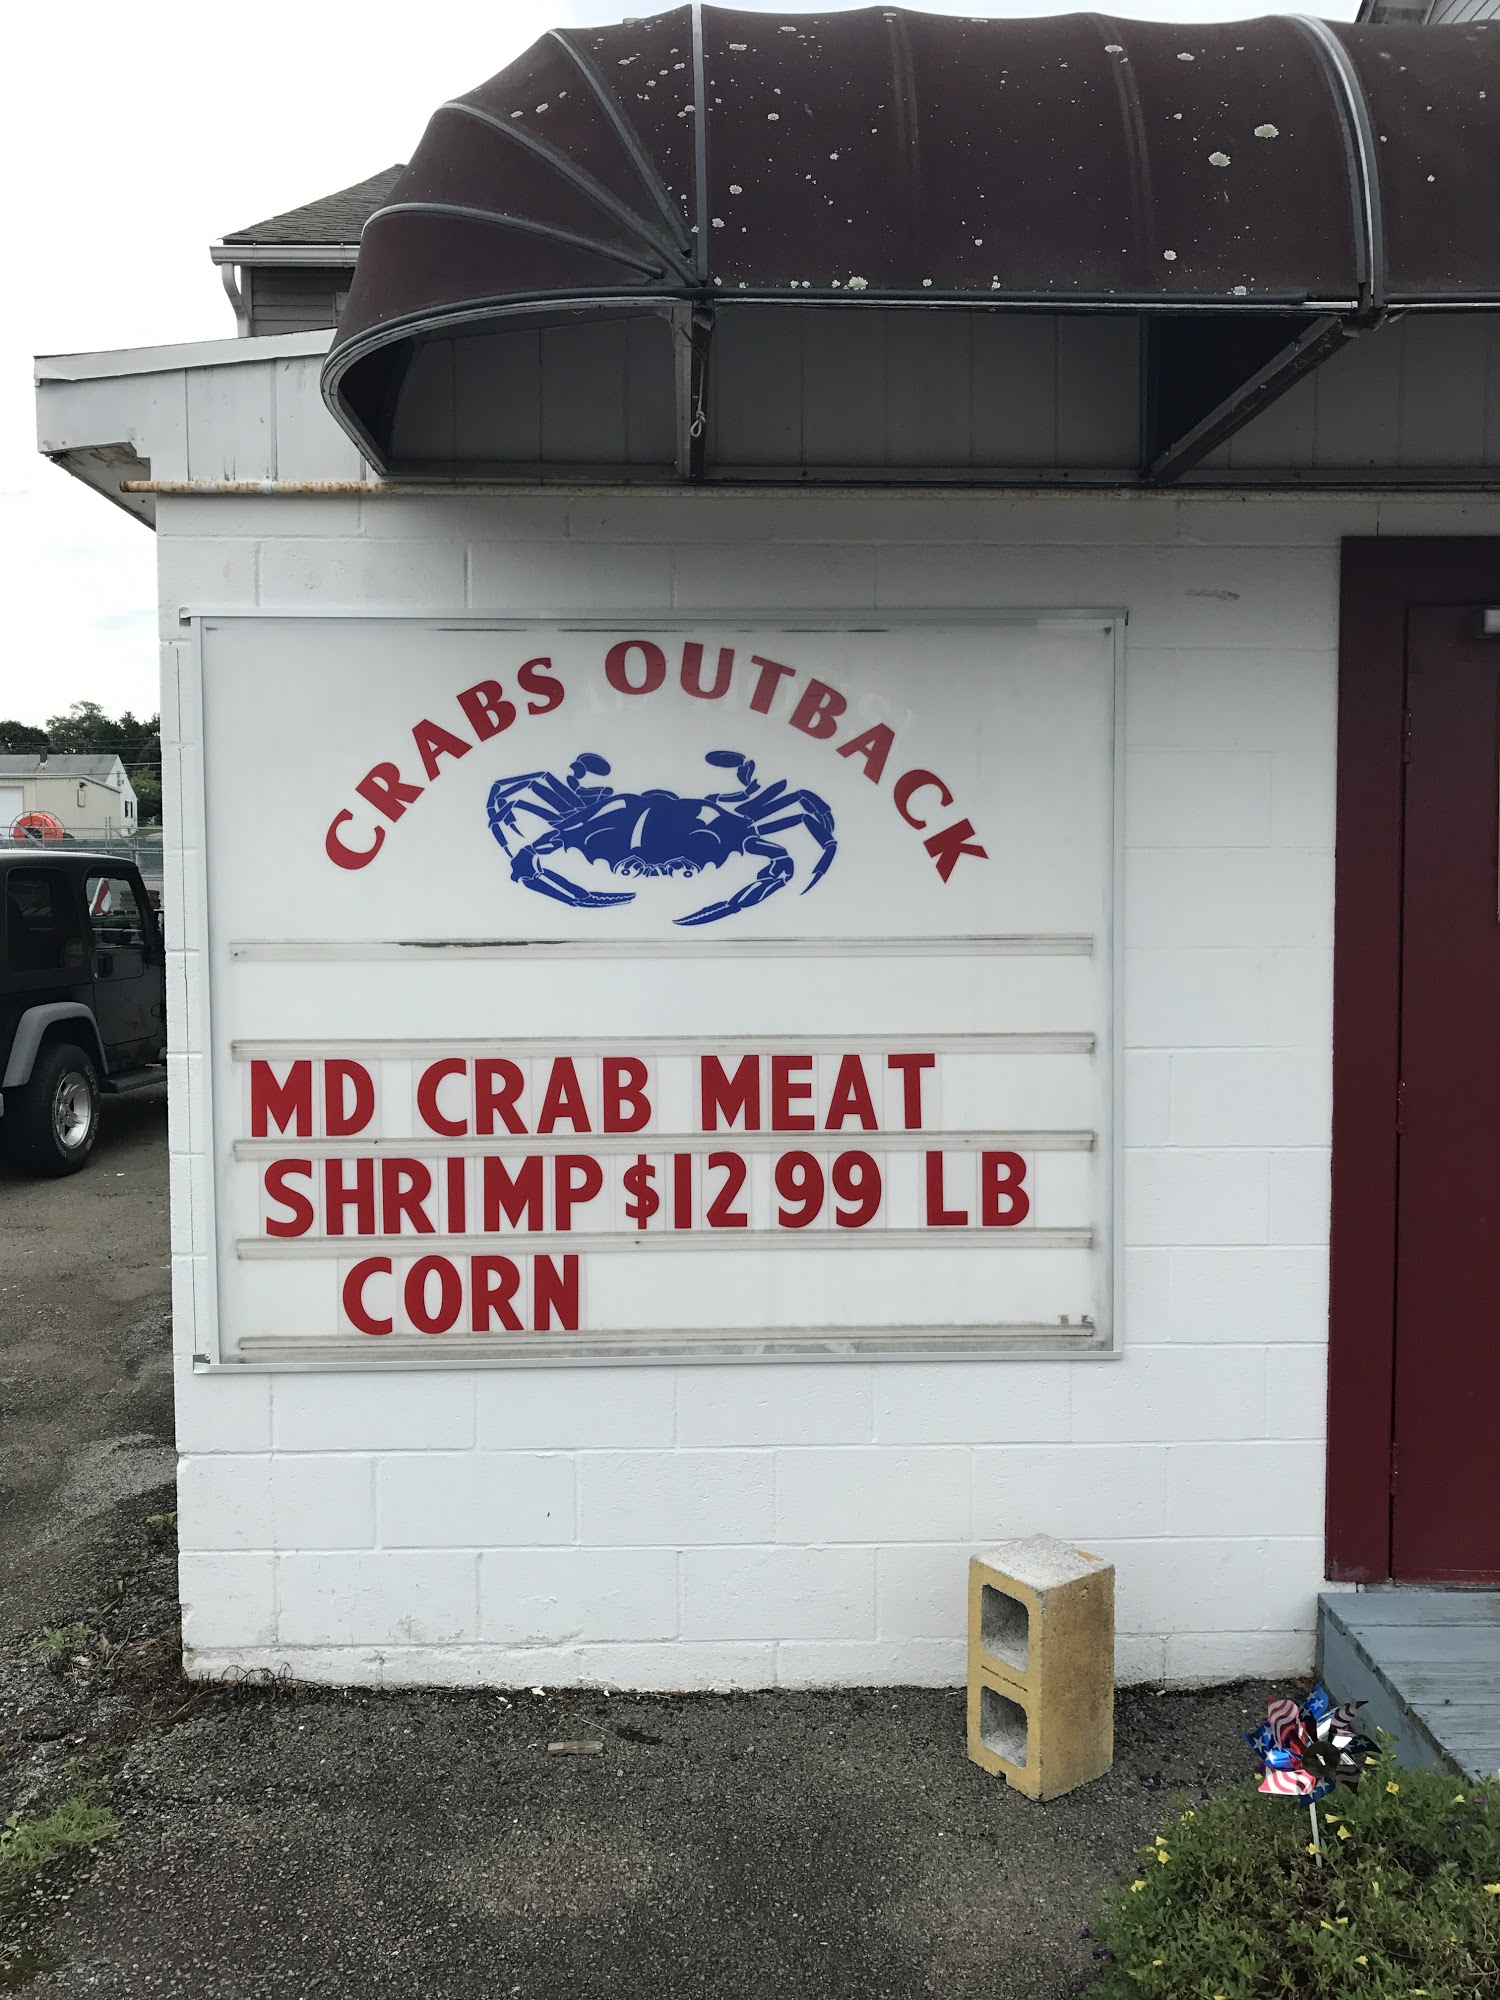 CRABS OUTBACK
MD CRAB MEAT
SHRIMP $12 99 LB
CORN